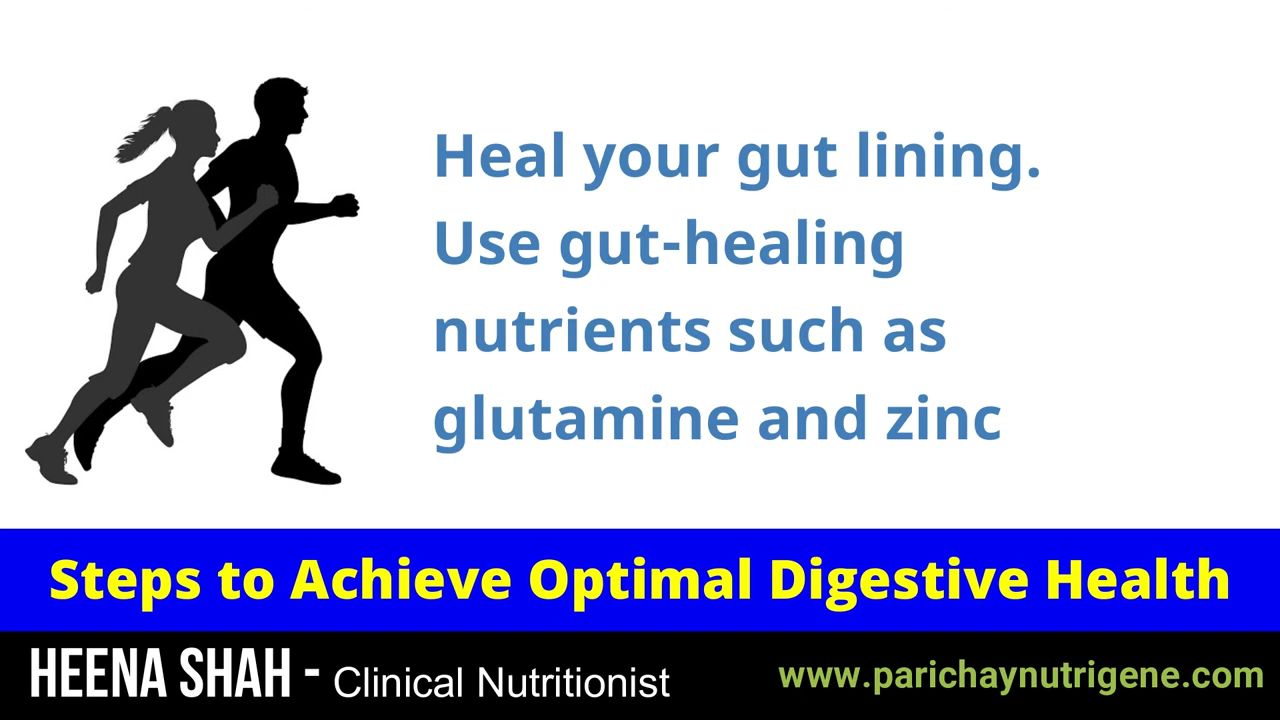 Heal your gut lining.
Use gut-healing
nutrients such as
glutamine and zinc
Steps to Achieve Optimal Digestive Health
HEENA SHAH - Clinical Nutritionist
www.parichaynutrigene.com